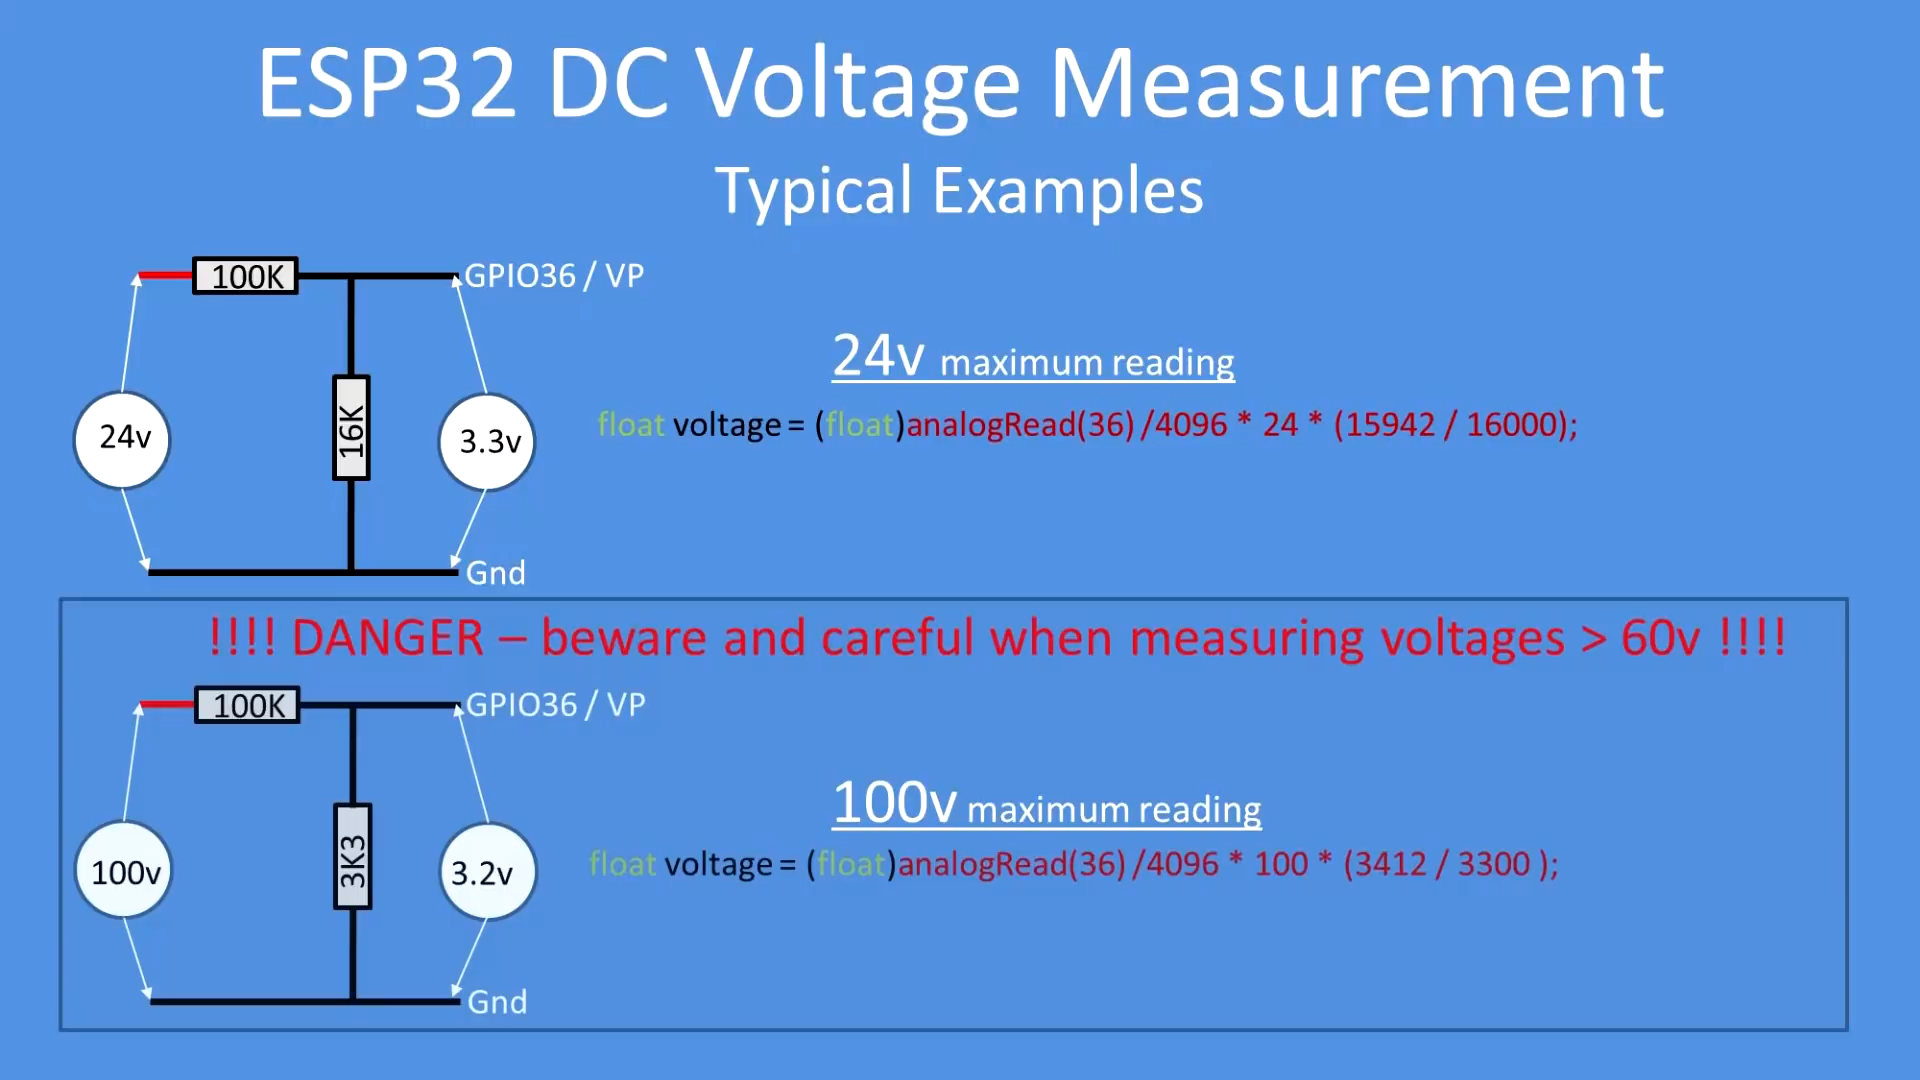 ESP32 DC Voltage Measurement
Typical Examples
100K
GPIO36 / VP
24v maximum reading
float voltage = (float)analogRead(36) /4096 * 24 * (15942 / 16000);
24v
16K
3.3v
Gnd
!!!! DANGER – beware and careful when measuring voltages > 60v !!!!
100K
GPIO36 / VP
100v maximum reading
float voltage = (float)analogRead(36) /4096 * 100 * (3412 / 3300 );
100v
3K3
3.2v
Gnd